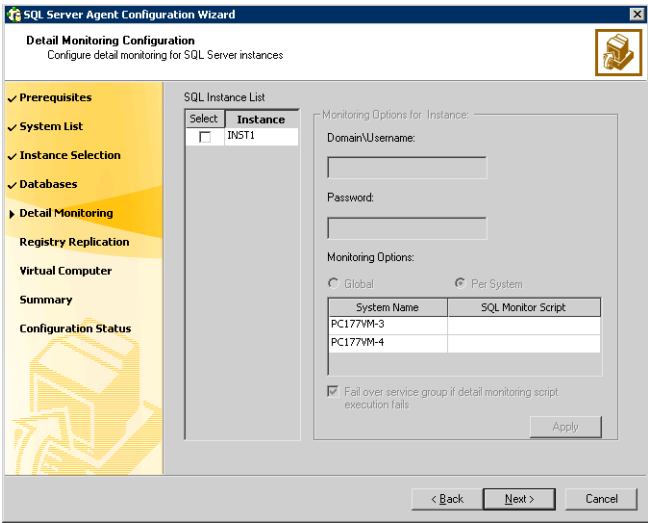 SQL Server Agent Configuration Wizard
Detail Monitoring Configuration
Configure detail monitoring for SQL Server instances
Prerequisites
System List
Instance Selection
Databases
Detail Monitoring
Registry Replication
Virtual Computer
Summary
Configuration Status
SQL Instance List
Select Instance
INST1
Monitoring Options for Instance:
Domain\Username:
Password:
Monitoring Options:
Global Per System
System Name SQL Monitor Script
PC177VM-3
PC177VM-4
Fail over service group if detail monitoring script
execution fails
Apply
< Back Next > Cancel